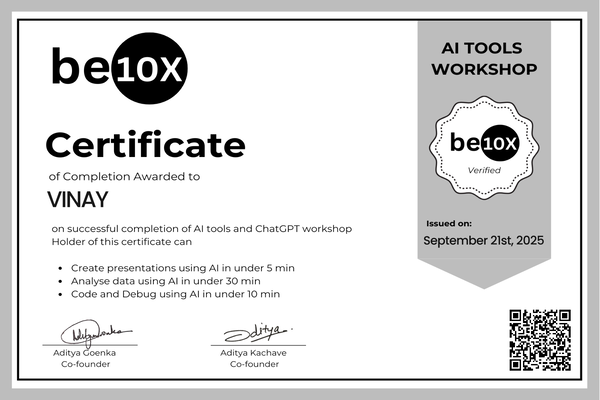 be10X
Certificate
of Completion Awarded to
VINAY
on successful completion of AI tools and ChatGPT workshop
Holder of this certificate can
• Create presentations using AI in under 5 min
• Analyse data using AI in under 30 min
• Code and Debug using AI in under 10 min
Aditya Goenka
Co-founder
Aditya
Aditya Kachave
Co-founder
AI TOOLS
WORKSHOP
be10X
Verified
Issued on:
September 21st, 2025